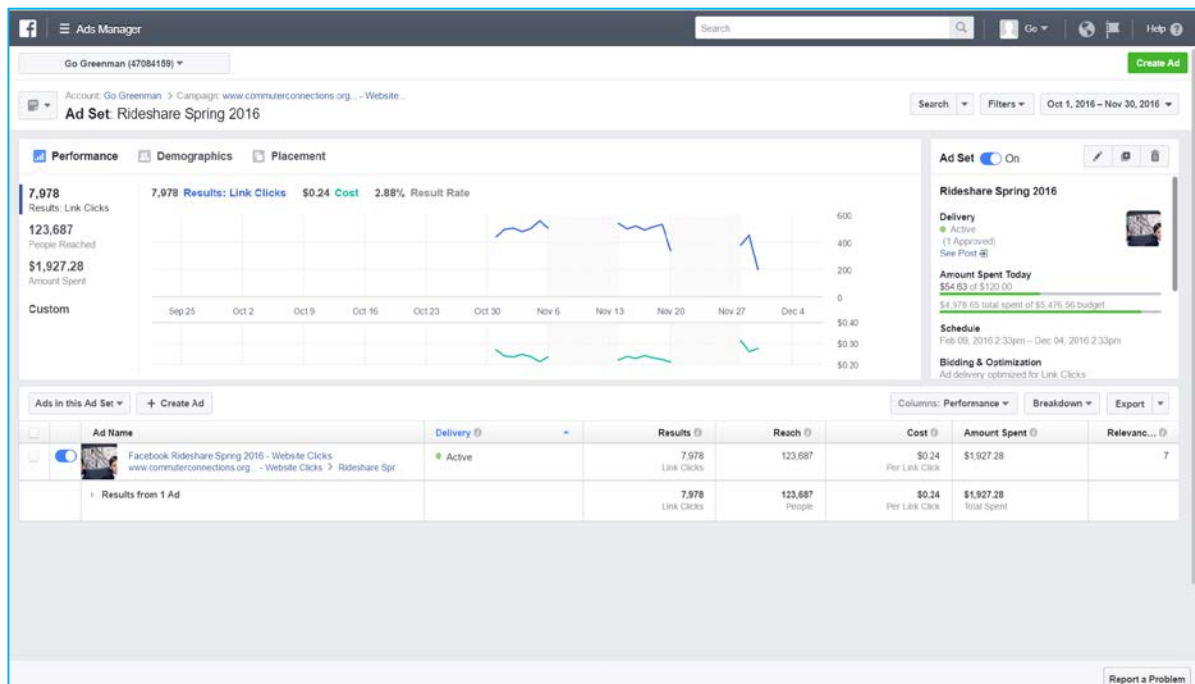 f Ads Manager Search Go Help
Go Greenman (47084159) Create Ad
Account: Go Greenman > Campaign: www.commuterconnections.org... - Website...
Ad Set: Rideshare Spring 2016
Search Filters Oct 1, 2016 – Nov 30, 2016
Performance Demographics Placement
7,978
Results: Link Clicks
123,687
People Reached
$1,927.28
Amount Spent
Custom
7,978 Results: Link Clicks $0.24 Cost 2.88% Result Rate
600
400
200
0
Sep 25 Oct 2 Oct 9 Oct 16 Oct 23 Oct 30 Nov 6 Nov 13 Nov 20 Nov 27 Dec 4
$0.40
$0.30
$0.20
Ad Set On
Rideshare Spring 2016
Delivery
Active
(1 Approved)
See Post
Amount Spent Today
$54.63 of $120.00
$4,978.65 total spent of $5,476.56 budget
Schedule
Feb 09, 2016 2:33pm – Dec 04, 2016 2:33pm
Bidding & Optimization
Ad delivery optimized for Link Clicks
Ads in this Ad Set + Create Ad Columns: Performance Breakdown Export
Ad Name Delivery Results Reach Cost Amount Spent Relevanc...
Facebook Rideshare Spring 2016 - Website Clicks Active 7,978 123,687 $0.24 $1,927.28 7
www.commuterconnections.org... - Website Clicks > Rideshare Spr Link Clicks Per Link Click
Results from 1 Ad 7,978 123,687 $0.24 $1,927.28
Link Clicks People Per Link Click Total Spent
Report a Problem